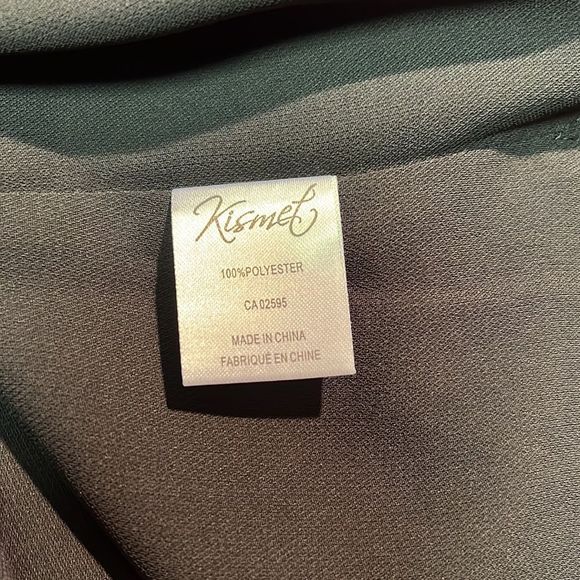 Kismet
100%POLYESTER
CA 02595
MADE IN CHINA
FABRIQUÉ EN CHINE